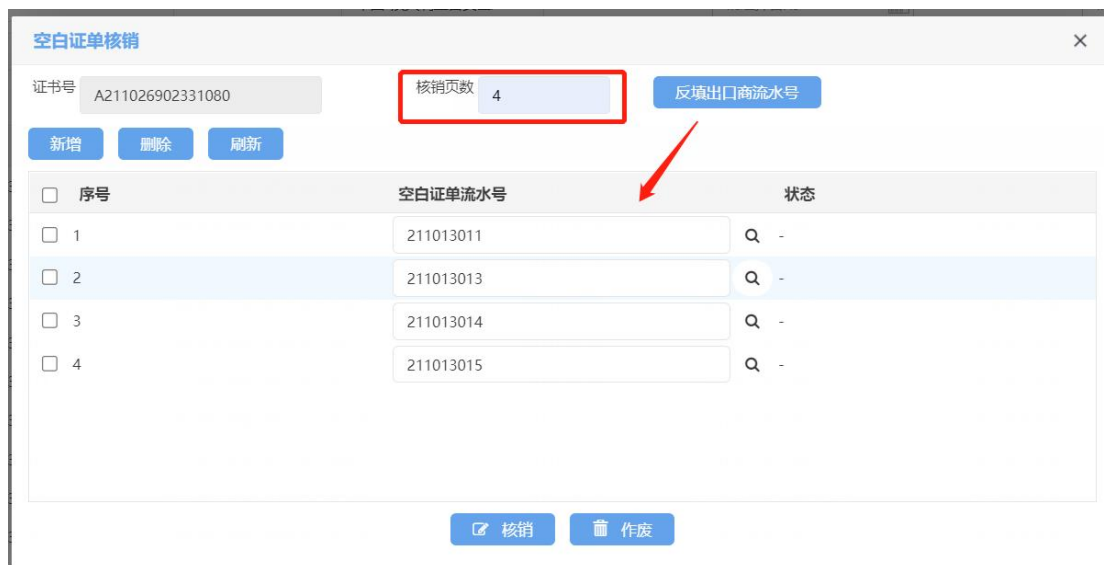 空白证单核销
证书号 A211026902331080 核销页数 4 反填出口商流水号
新增 删除 刷新
序号 空白证单流水号 状态
1 211013011 -
2 211013013 -
3 211013014 -
4 211013015 -
核销 作废